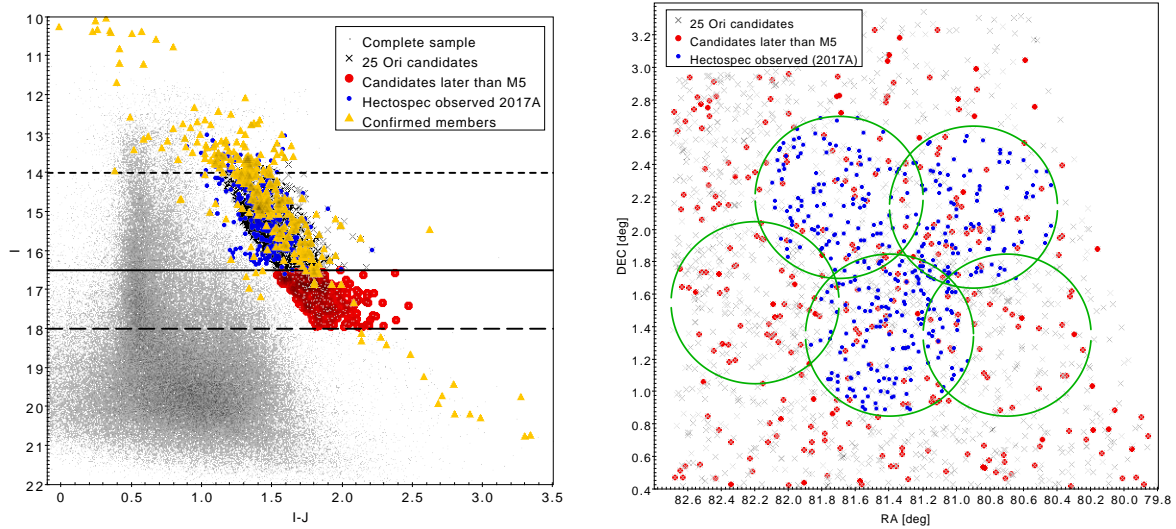 10
11
12
13
14
15
16
17
18
19
20
21
22
I
0
0.5
1.0
1.5
2.0
2.5
3.0
3.5
I-J
Complete sample
25 Ori candidates
Candidates later than M5
Hectospec observed 2017A
Confirmed members
3.2
3.0
2.8
2.6
2.4
2.2
2.0
1.8
1.6
1.4
1.2
1.0
0.8
0.6
0.4
DEC [deg]
82.6 82.4 82.2 82.0 81.8 81.6 81.4 81.2 81.0 80.8 80.6 80.4 80.2 80.0 79.8
RA [deg]
25 Ori candidates
Candidates later than M5
Hectospec observed (2017A)